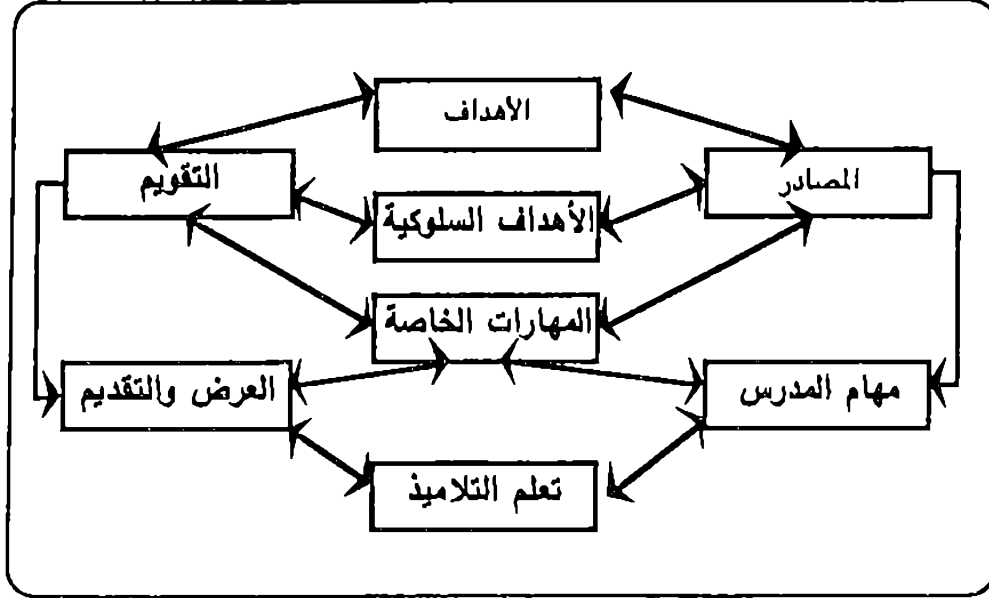 الأهداف
المصادر
التقويم
الأهداف السلوكية
المهارات الخاصة
مهام المدرس
العرض والتقديم
تعلم التلاميذ